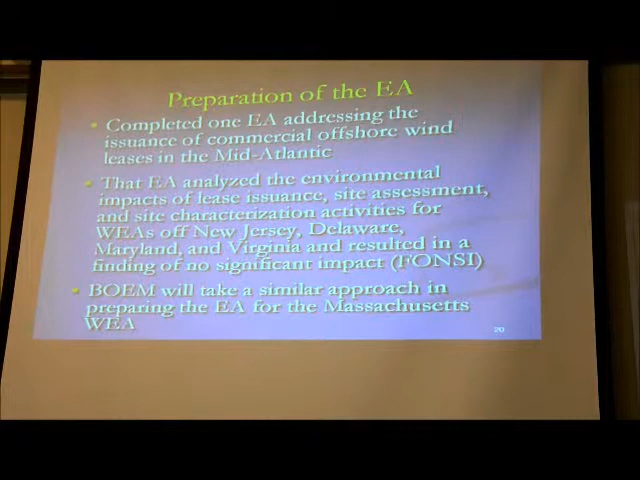 Preparation of the EA
• Completed one EA addressing the
issuance of commercial offshore wind
leases in the Mid-Atlantic
• That EA analyzed the environmental
impacts of lease issuance, site assessment,
and site characterization activities for
WEAs off New Jersey, Delaware,
Maryland, and Virginia and resulted in a
finding of no significant impact (FONSI)
• BOEM will take a similar approach in
preparing the EA for the Massachusetts
WEA
20